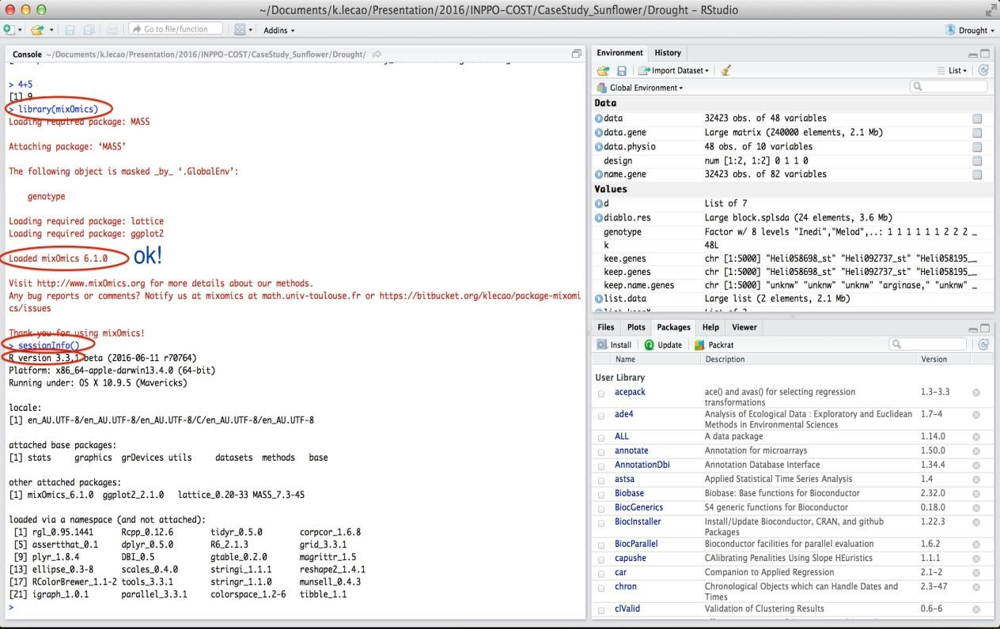 ~/Documents/k.lecao/Presentation/2016/INPPO-COST/CaseStudy_Sunflower/Drought - RStudio
Go to file/function
Addins
Drought
Console ~/Documents/k.lecao/Presentation/2016/INPPO-COST/CaseStudy_Sunflower/Drought/
> 4+5
[1] 9
> library(mixOmics)
Loading required package: MASS
Attaching package: ‘MASS’
The following object is masked _by_ ‘.GlobalEnv’:
genotype
Loading required package: lattice
Loading required package: ggplot2
Loaded mixOmics 6.1.0
ok!
Visit http://www.mixOmics.org for more details about our methods.
Any bug reports or comments? Notify us at mixomics at math.univ-toulouse.fr or https://bitbucket.org/klecao/package-mixomi
cs/issues
Thank you for using mixOmics!
> sessionInfo()
R version 3.3.1 beta (2016-06-11 r70764)
Platform: x86_64-apple-darwin13.4.0 (64-bit)
Running under: OS X 10.9.5 (Mavericks)
locale:
[1] en_AU.UTF-8/en_AU.UTF-8/en_AU.UTF-8/C/en_AU.UTF-8/en_AU.UTF-8
attached base packages:
[1] stats graphics grDevices utils datasets methods base
other attached packages:
[1] mixOmics_6.1.0 ggplot2_2.1.0 lattice_0.20-33 MASS_7.3-45
loaded via a namespace (and not attached):
[1] rgl_0.95.1441 Rcpp_0.12.6 tidyr_0.5.0 corpcor_1.6.8
[5] assertthat_0.1 dplyr_0.5.0 R6_2.1.3 grid_3.3.1
[9] plyr_1.8.4 DBI_0.5 gtable_0.2.0 magrittr_1.5
[13] ellipse_0.3-8 scales_0.4.0 stringi_1.1.1 reshape2_1.4.1
[17] RColorBrewer_1.1-2 tools_3.3.1 stringr_1.1.0 munsell_0.4.3
[21] igraph_1.0.1 parallel_3.3.1 colorspace_1.2-6 tibble_1.1
>
Environment History
Import Dataset List
Global Environment
Data
data 32423 obs. of 48 variables
data.gene Large matrix (240000 elements, 2.1 Mb)
data.physio 48 obs. of 10 variables
design num [1:2, 1:2] 0 1 1 0
name.gene 32423 obs. of 82 variables
Values
d List of 7
diablo.res Large block.splsda (24 elements, 3.6 Mb)
genotype Factor w/ 8 levels "Inedi","Melod",..: 1 1 1 1 1 1 2 2 2 …
k 48L
kee.genes chr [1:5000] "Heli058698_st" "Heli092737_st" "Heli058195_…
keep.genes chr [1:5000] "Heli058698_st" "Heli092737_st" "Heli058195_…
keep.name.genes chr [1:5000] "unknw" "unknw" "unknw" "arginase," "unknw" …
list.data Large list (2 elements, 2.1 Mb)
Files Plots Packages Help Viewer
Install Update Packrat
Name Description Version
User Library
acepack ace() and avas() for selecting regression transformations 1.3-3.3
ade4 Analysis of Ecological Data : Exploratory and Euclidean Methods in Environmental Sciences 1.7-4
ALL A data package 1.14.0
annotate Annotation for microarrays 1.50.0
AnnotationDbi Annotation Database Interface 1.34.4
astsa Applied Statistical Time Series Analysis 1.4
Biobase Biobase: Base functions for Bioconductor 2.32.0
BiocGenerics S4 generic functions for Bioconductor 0.18.0
BiocInstaller Install/Update Bioconductor, CRAN, and github Packages 1.22.3
BiocParallel Bioconductor facilities for parallel evaluation 1.6.2
capushe CAlibrating Penalities Using Slope HEuristics 1.1.1
car Companion to Applied Regression 2.1-2
chron Chronological Objects which can Handle Dates and Times 2.3-47
clValid Validation of Clustering Results 0.6-6